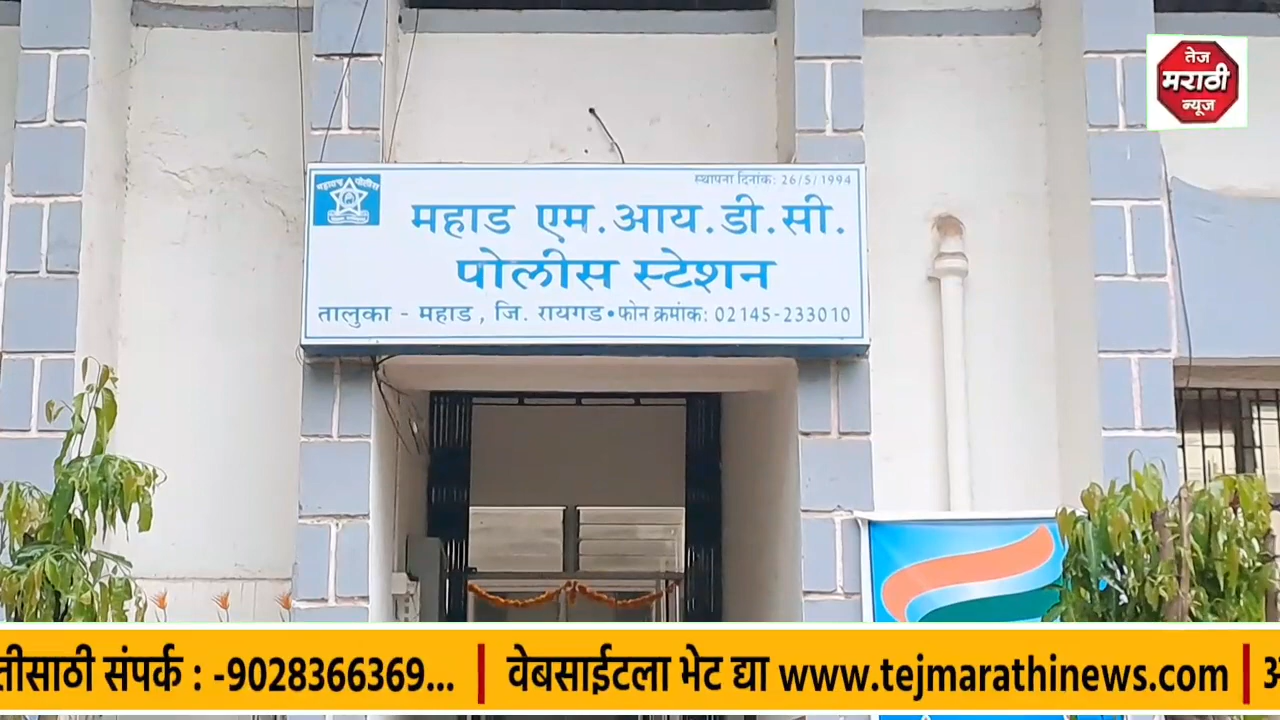 तेज
मराठी
न्यूज
स्थापना दिनांक: 26/5/1994
महाराष्ट्र पोलीस
महाड एम.आय.डी.सी.
पोलीस स्टेशन
तालुका - महाड, जि. रायगड • फोन क्रमांक: 02145-233010
तीसाठी संपर्क : -9028366369... | वेबसाईटला भेट द्या www.tejmarathinews.com |